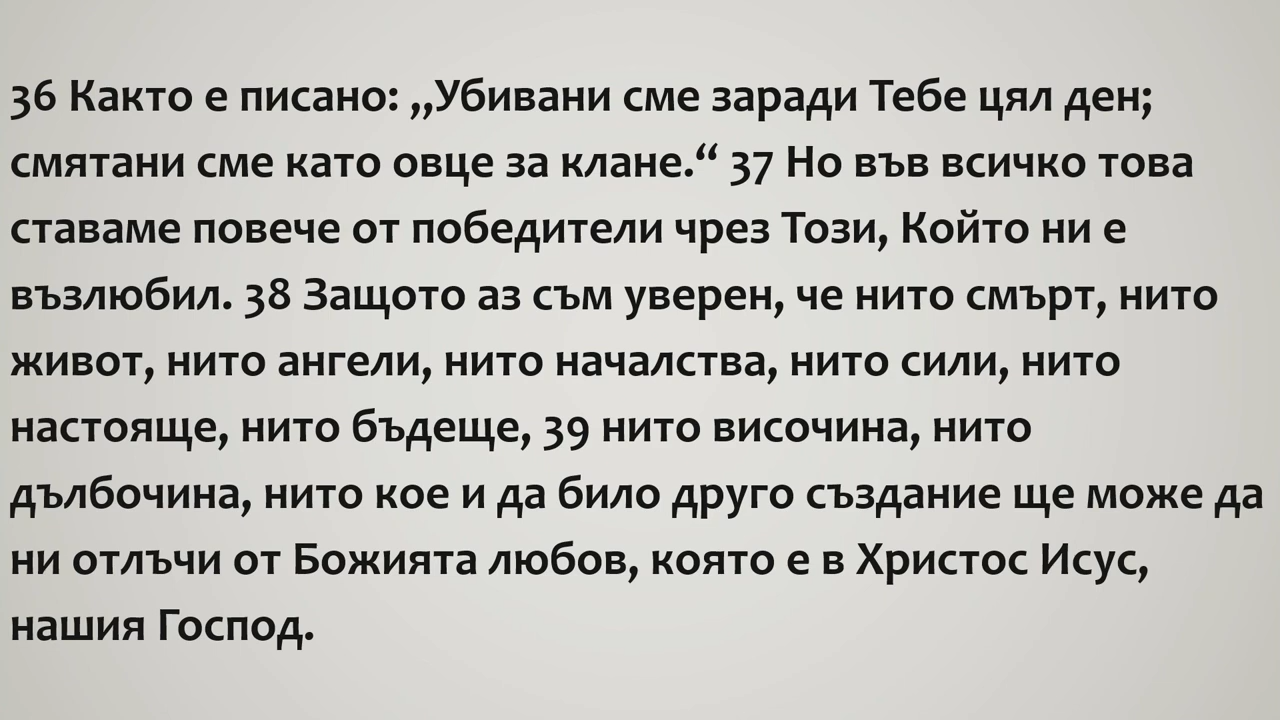 36 Както е писано: „Убивани сме заради Тебе цял ден;
смятани сме като овце за клане.“ 37 Но във всичко това
ставаме повече от победители чрез Този, Който ни е
възлюбил. 38 Защото аз съм уверен, че нито смърт, нито
живот, нито ангели, нито началства, нито сили, нито
настояще, нито бъдеще, 39 нито височина, нито
дълбочина, нито кое и да било друго създание ще може да
ни отлъчи от Божията любов, която е в Христос Исус,
нашия Господ.